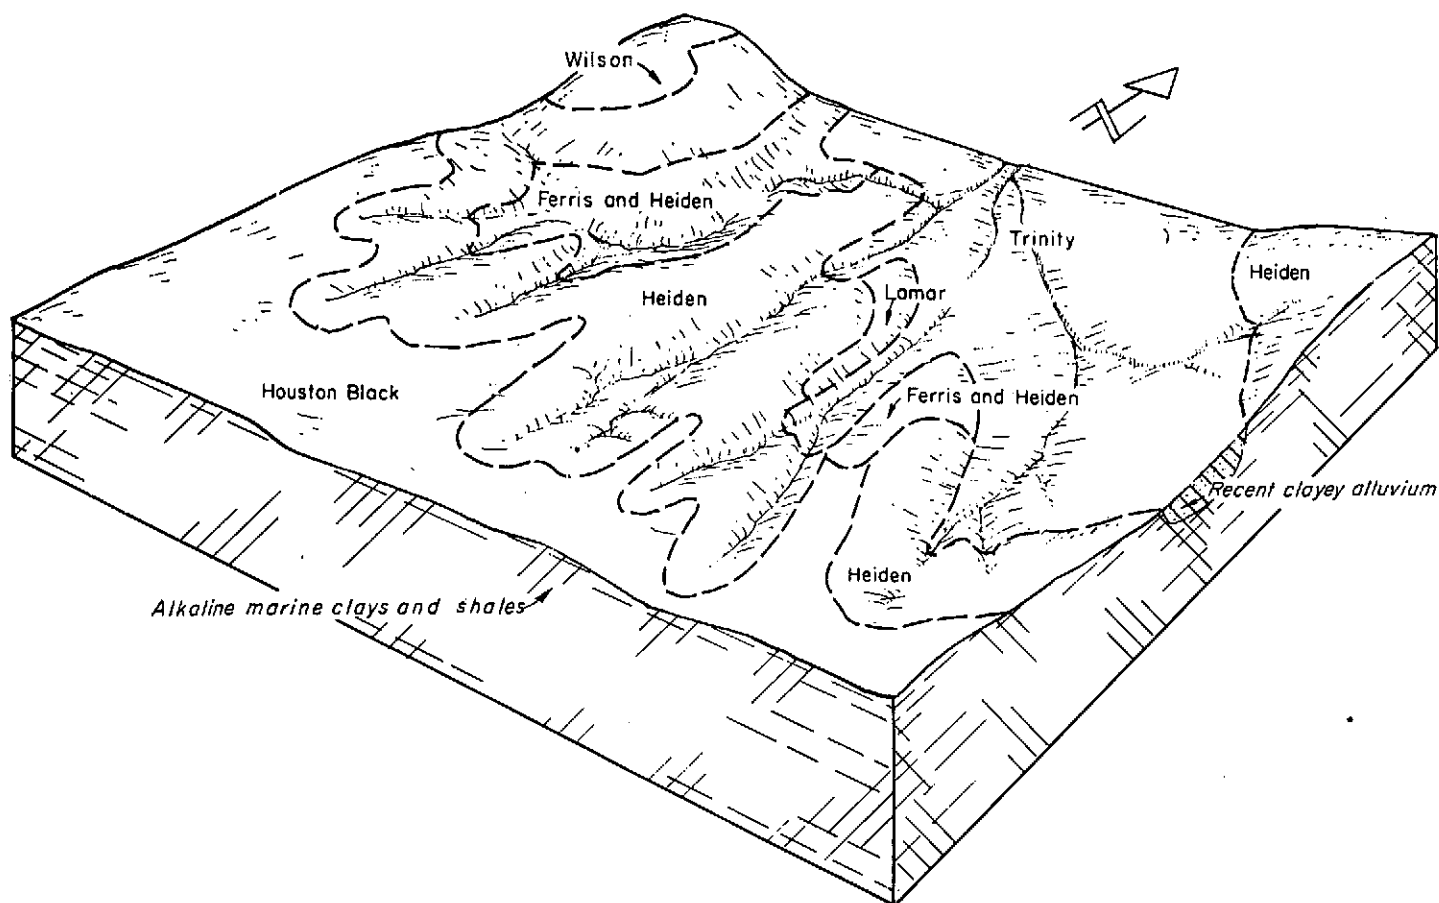 Wilson
Ferris and Heiden
Trinity
Heiden
Heiden
Lamar
Houston Black
Ferris and Heiden
Recent clayey alluvium
Heiden
Alkaline marine clays and shales
N